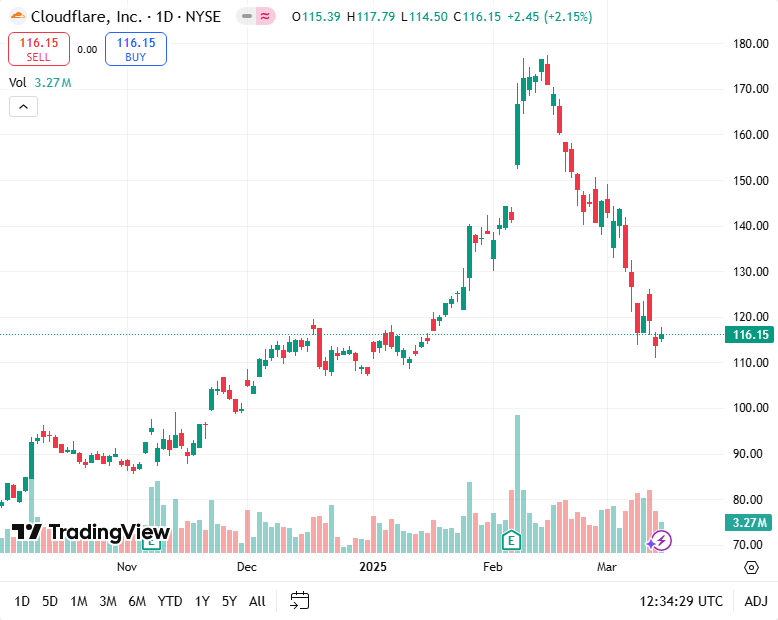 Cloudflare, Inc. · 1D · NYSE O115.39 H117.79 L114.50 C116.15 +2.45 (+2.15%)
116.15 SELL 0.00 116.15 BUY
Vol 3.27M
180.00
170.00
160.00
150.00
140.00
130.00
120.00
116.15
110.00
100.00
90.00
80.00
3.27M
TradingView
E E
70.00
Nov Dec 2025 Feb Mar
1D 5D 1M 3M 6M YTD 1Y 5Y All 12:34:29 UTC ADJ